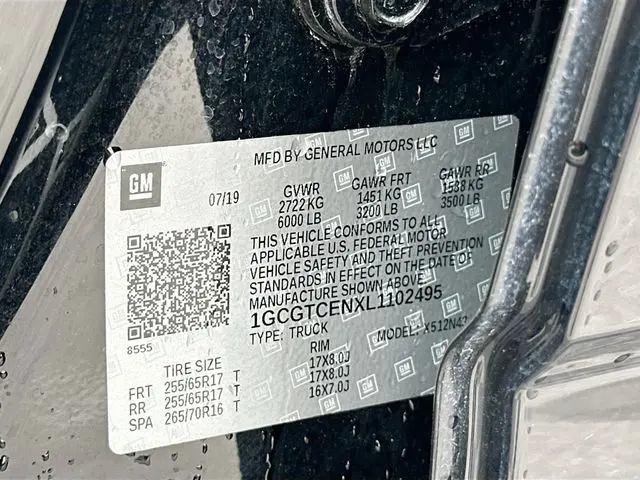 MFD BY GENERAL MOTORS LLC
GM
07/19
GVWR GAWR FRT GAWR RR
2722 KG 1451 KG 1588 KG
6000 LB 3200 LB 3500 LB
THIS VEHICLE CONFORMS TO ALL
APPLICABLE U.S. FEDERAL MOTOR
VEHICLE SAFETY AND THEFT PREVENTION
STANDARDS IN EFFECT ON THE DATE OF
MANUFACTURE SHOWN ABOVE.
1GCGTCENXL1102495
TYPE: TRUCK MODEL: X512N43
8555
TIRE SIZE RIM
FRT 255/65R17 T 17X8.0J
RR 255/65R17 T 17X8.0J
SPA 265/70R16 T 16X7.0J